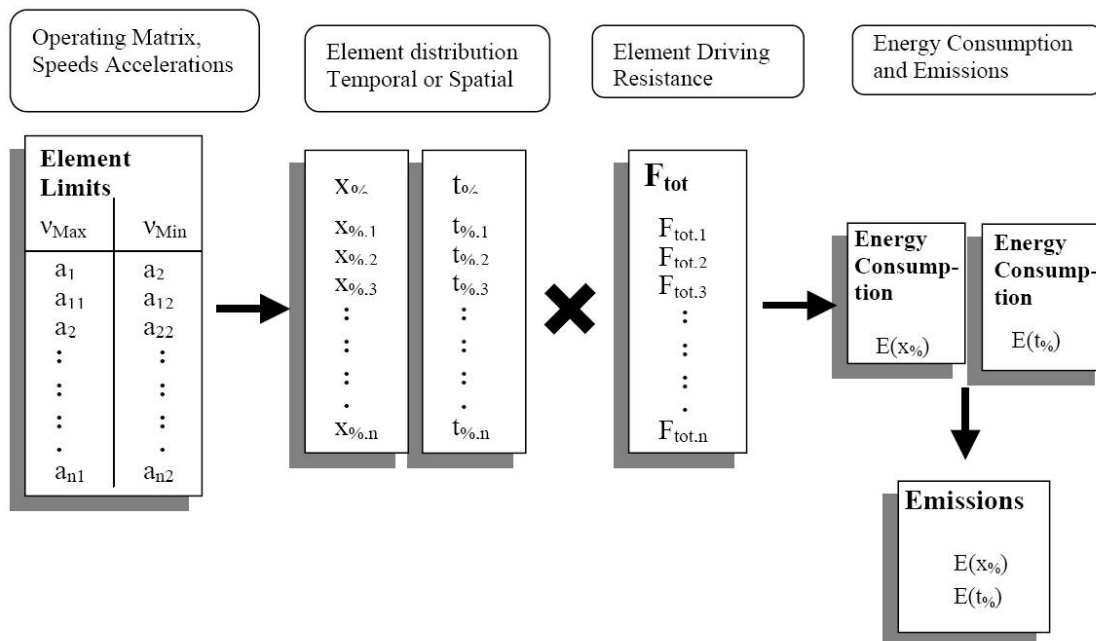 Operating Matrix,
Speeds Accelerations
Element distribution
Temporal or Spatial
Element Driving
Resistance
Energy Consumption
and Emissions
Element
Limits
νMax νMin
a1 a2
a11 a12
a2 a22
: :
: :
: :
. .
an1 an2
x%
x%.1
x%.2
x%.3
:
:
.
x%.n
t%
t%.1
t%.2
t%.3
:
:
.
t%.n
Ftot
Ftot.1
Ftot.2
Ftot.3
:
:
.
Ftot.n
Energy
Consump-
tion
E(x%)
Energy
Consump-
tion
E(t%)
Emissions
E(x%)
E(t%)